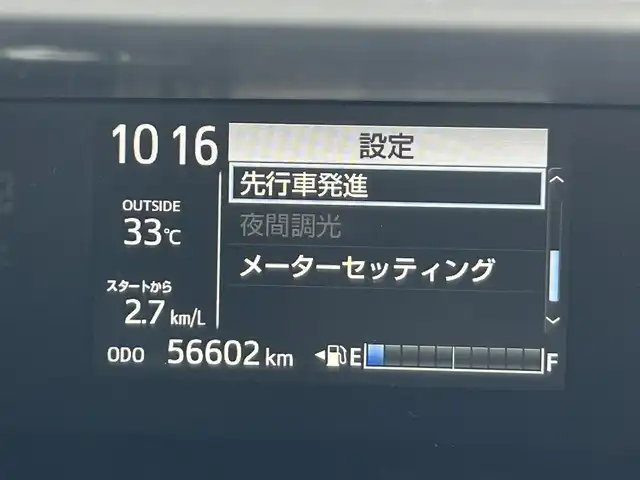 10 16
設定
先行車発進
夜間調光
メーターセッティング
OUTSIDE
33℃
スタートから
2.7 km/L
ODO 56602 km
E F